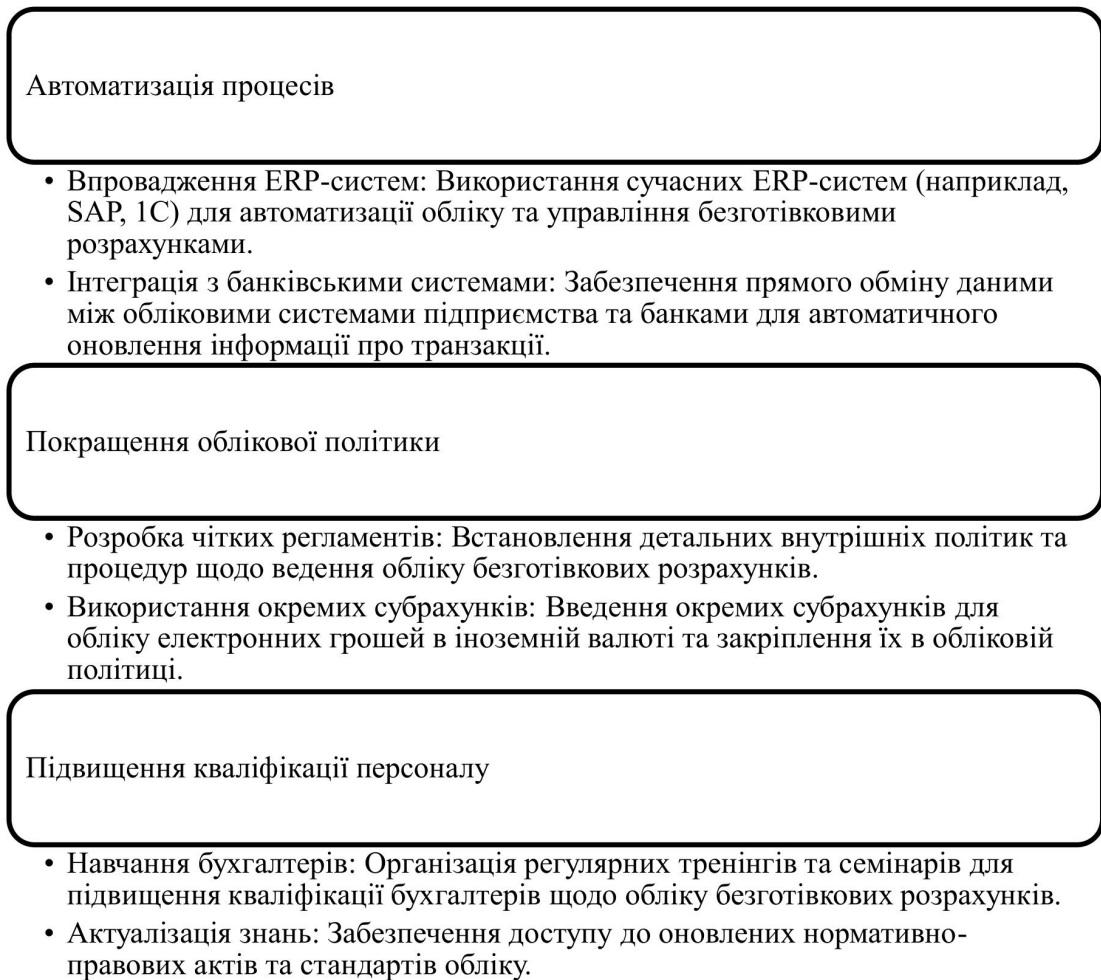 Автоматизація процесів
• Впровадження ERP-систем: Використання сучасних ERP-систем (наприклад,
SAP, 1С) для автоматизації обліку та управління безготівковими
розрахунками.
• Інтеграція з банківськими системами: Забезпечення прямого обміну даними
між обліковими системами підприємства та банками для автоматичного
оновлення інформації про транзакції.
Покращення облікової політики
• Розробка чітких регламентів: Встановлення детальних внутрішніх політик та
процедур щодо ведення обліку безготівкових розрахунків.
• Використання окремих субрахунків: Введення окремих субрахунків для
обліку електронних грошей в іноземній валюті та закріплення їх в обліковій
політиці.
Підвищення кваліфікації персоналу
• Навчання бухгалтерів: Організація регулярних тренінгів та семінарів для
підвищення кваліфікації бухгалтерів щодо обліку безготівкових розрахунків.
• Актуалізація знань: Забезпечення доступу до оновлених нормативно-
правових актів та стандартів обліку.